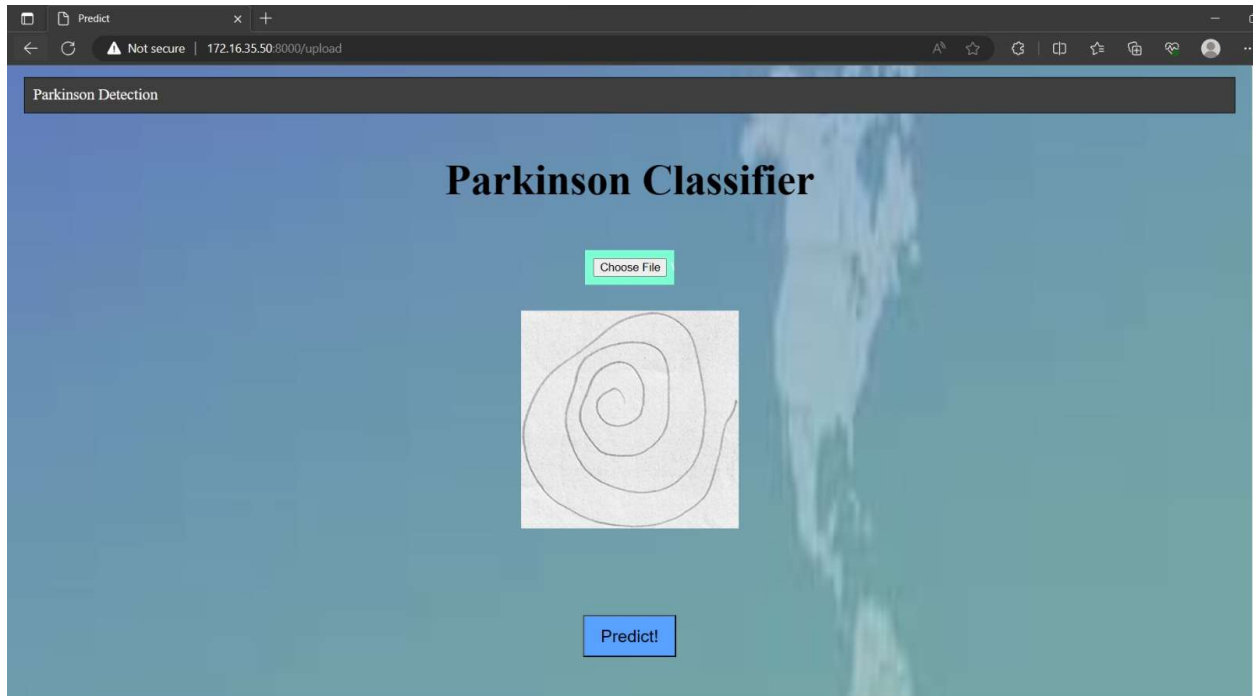 Predict
Not secure | 172.16.35.50:8000/upload
Parkinson Detection
Parkinson Classifier
Choose File
Predict!